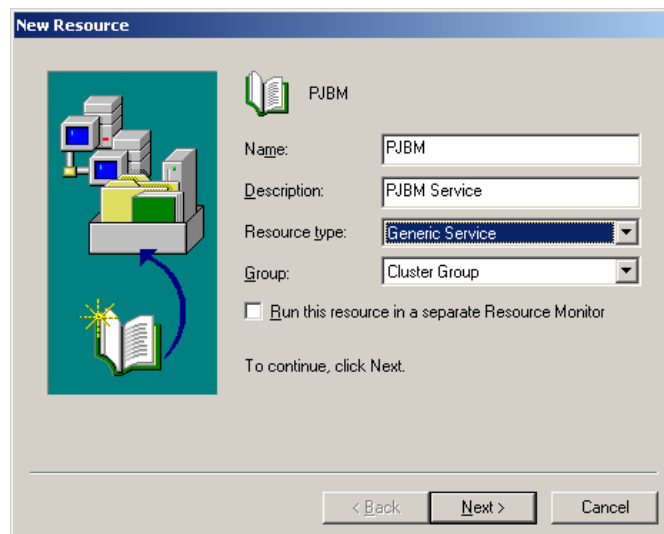 New Resource
PJBM
Name: PJBM
Description: PJBM Service
Resource type: Generic Service
Group: Cluster Group
Run this resource in a separate Resource Monitor
To continue, click Next.
< Back Next > Cancel